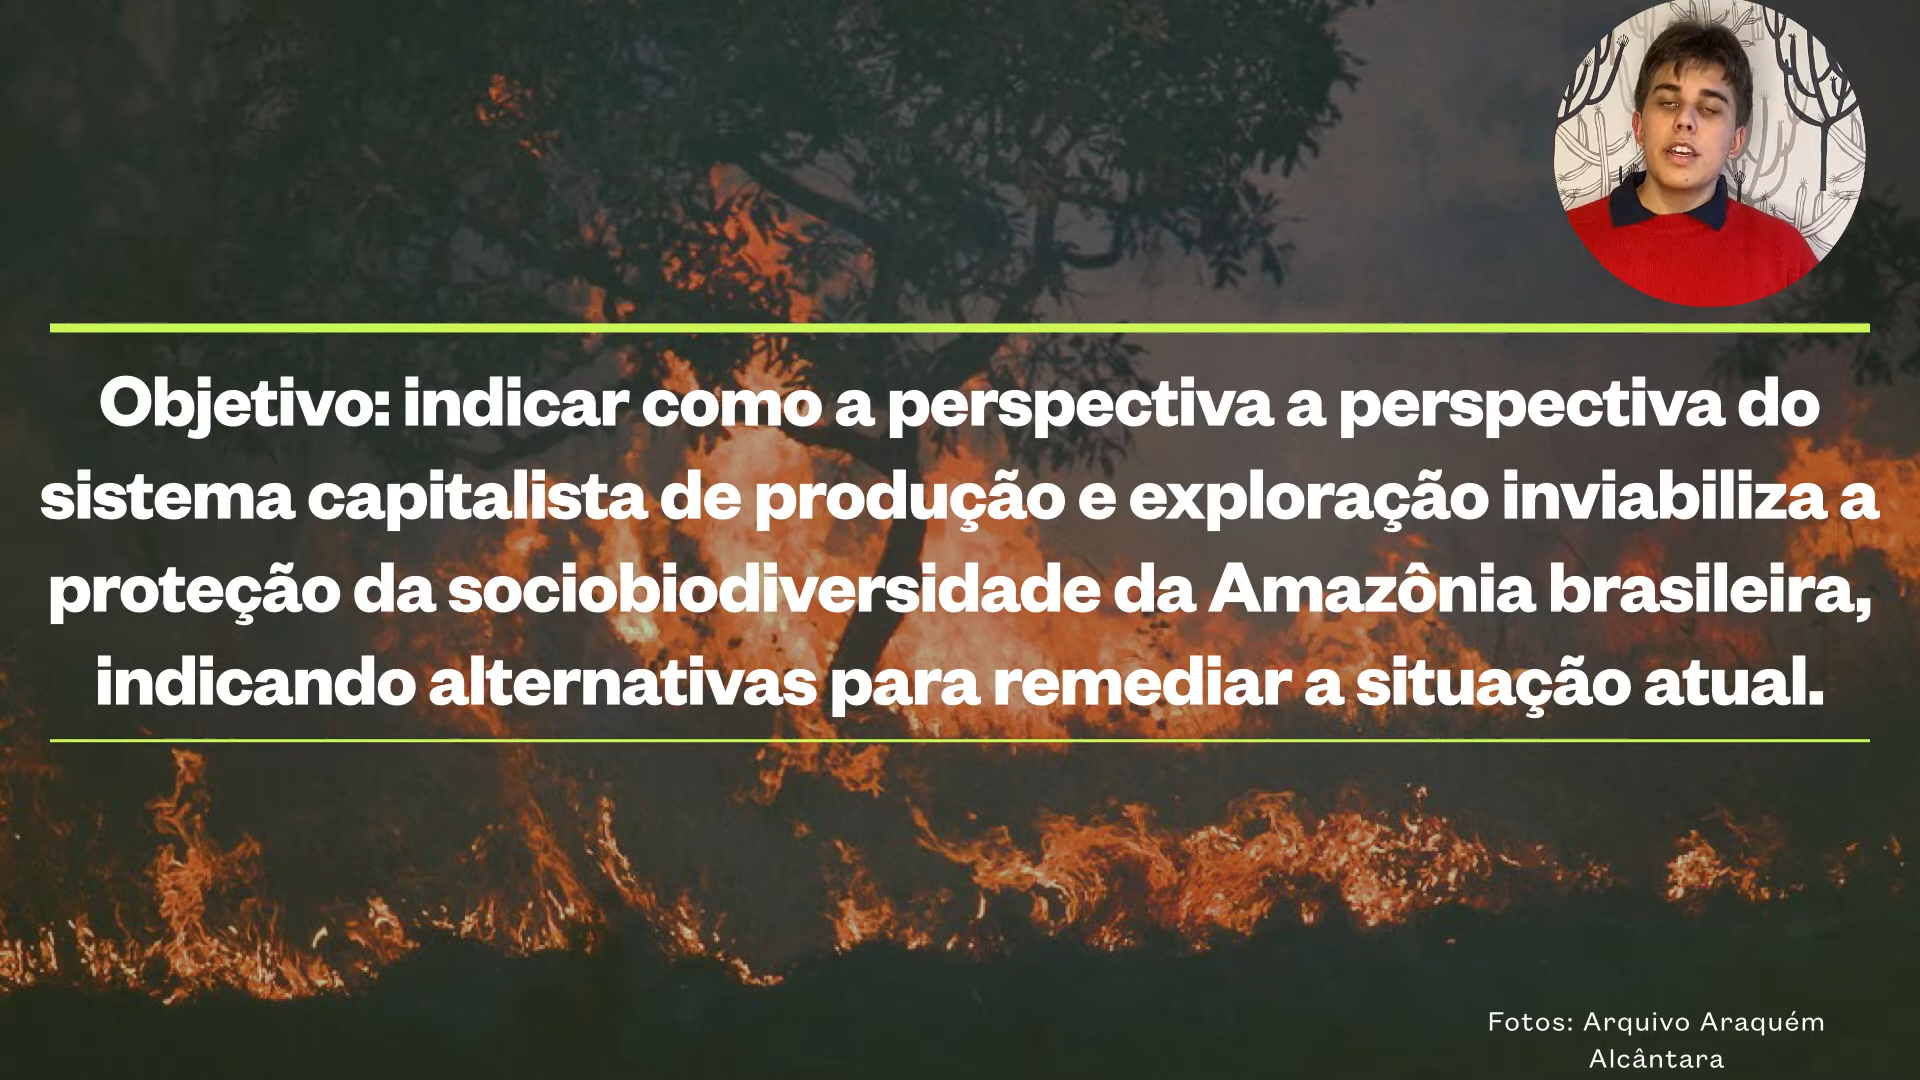 Objetivo: indicar como a perspectiva a perspectiva do
sistema capitalista de produção e exploração inviabiliza a
proteção da sociobiodiversidade da Amazônia brasileira,
indicando alternativas para remediar a situação atual.
Fotos: Arquivo Araquém
Alcântara